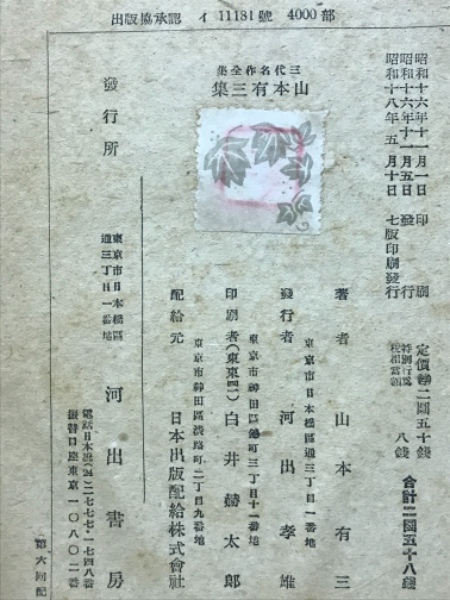 出版協承認 イ 11181號 4000部
昭和十六年十一月一日 印刷
昭和十六年十一月五日 發行
昭和十八年五月十日 七版印刷發行
定價二圓五十錢
特別行爲税相當額 八錢
合計二圓五十八錢
三代名作全集
山本有三集
著者 山本有三
東京市日本橋區通三丁目一番地
發行者 河出孝雄
東京市神田區錦町三丁目十一番地
印刷者(東東四一) 白井赫太郎
東京市神田區淡路町二丁目九番地
配給元 日本出版配給株式會社
發行所
東京市日本橋區
通三丁目一番地
河出書房
電話日本橋(24)二七七七・一七四八番
振替口座東京一〇八〇二番
第六回配